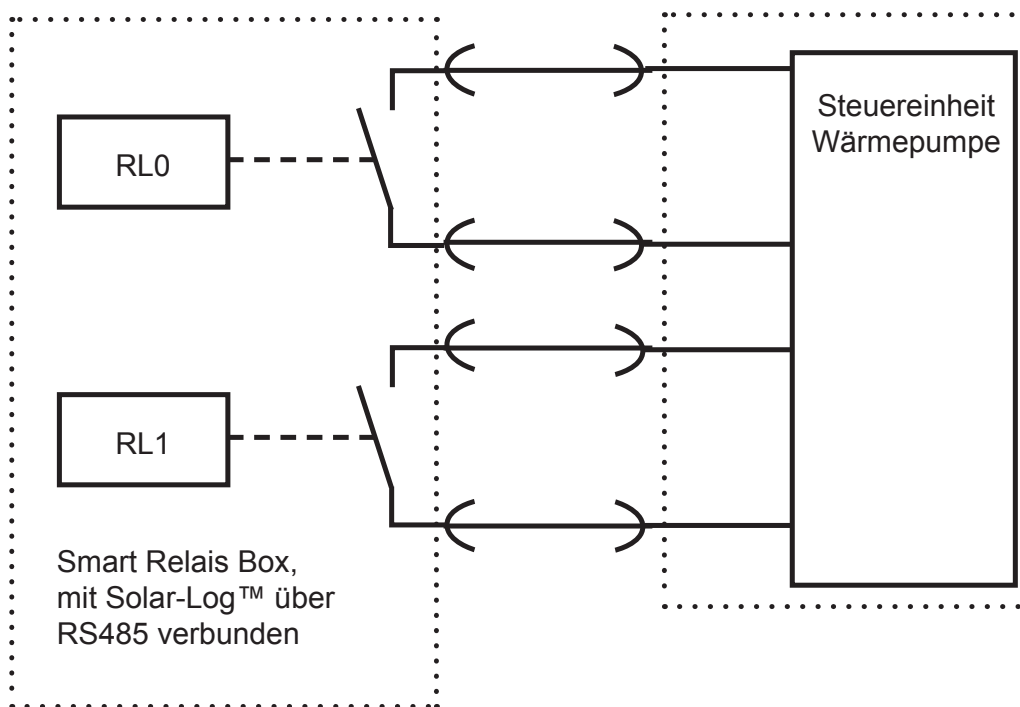 Steuereinheit
Wärmepumpe
RL0
RL1
Smart Relais Box,
mit Solar-Log™ über
RS485 verbunden